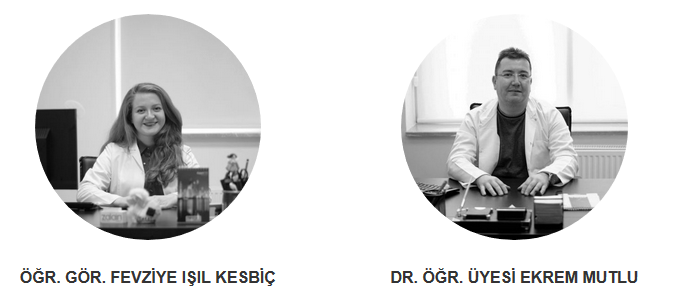 ÖĞR. GÖR. FEVZİYE IŞIL KESBİÇ
DR. ÖĞR. ÜYESİ EKREM MUTLU